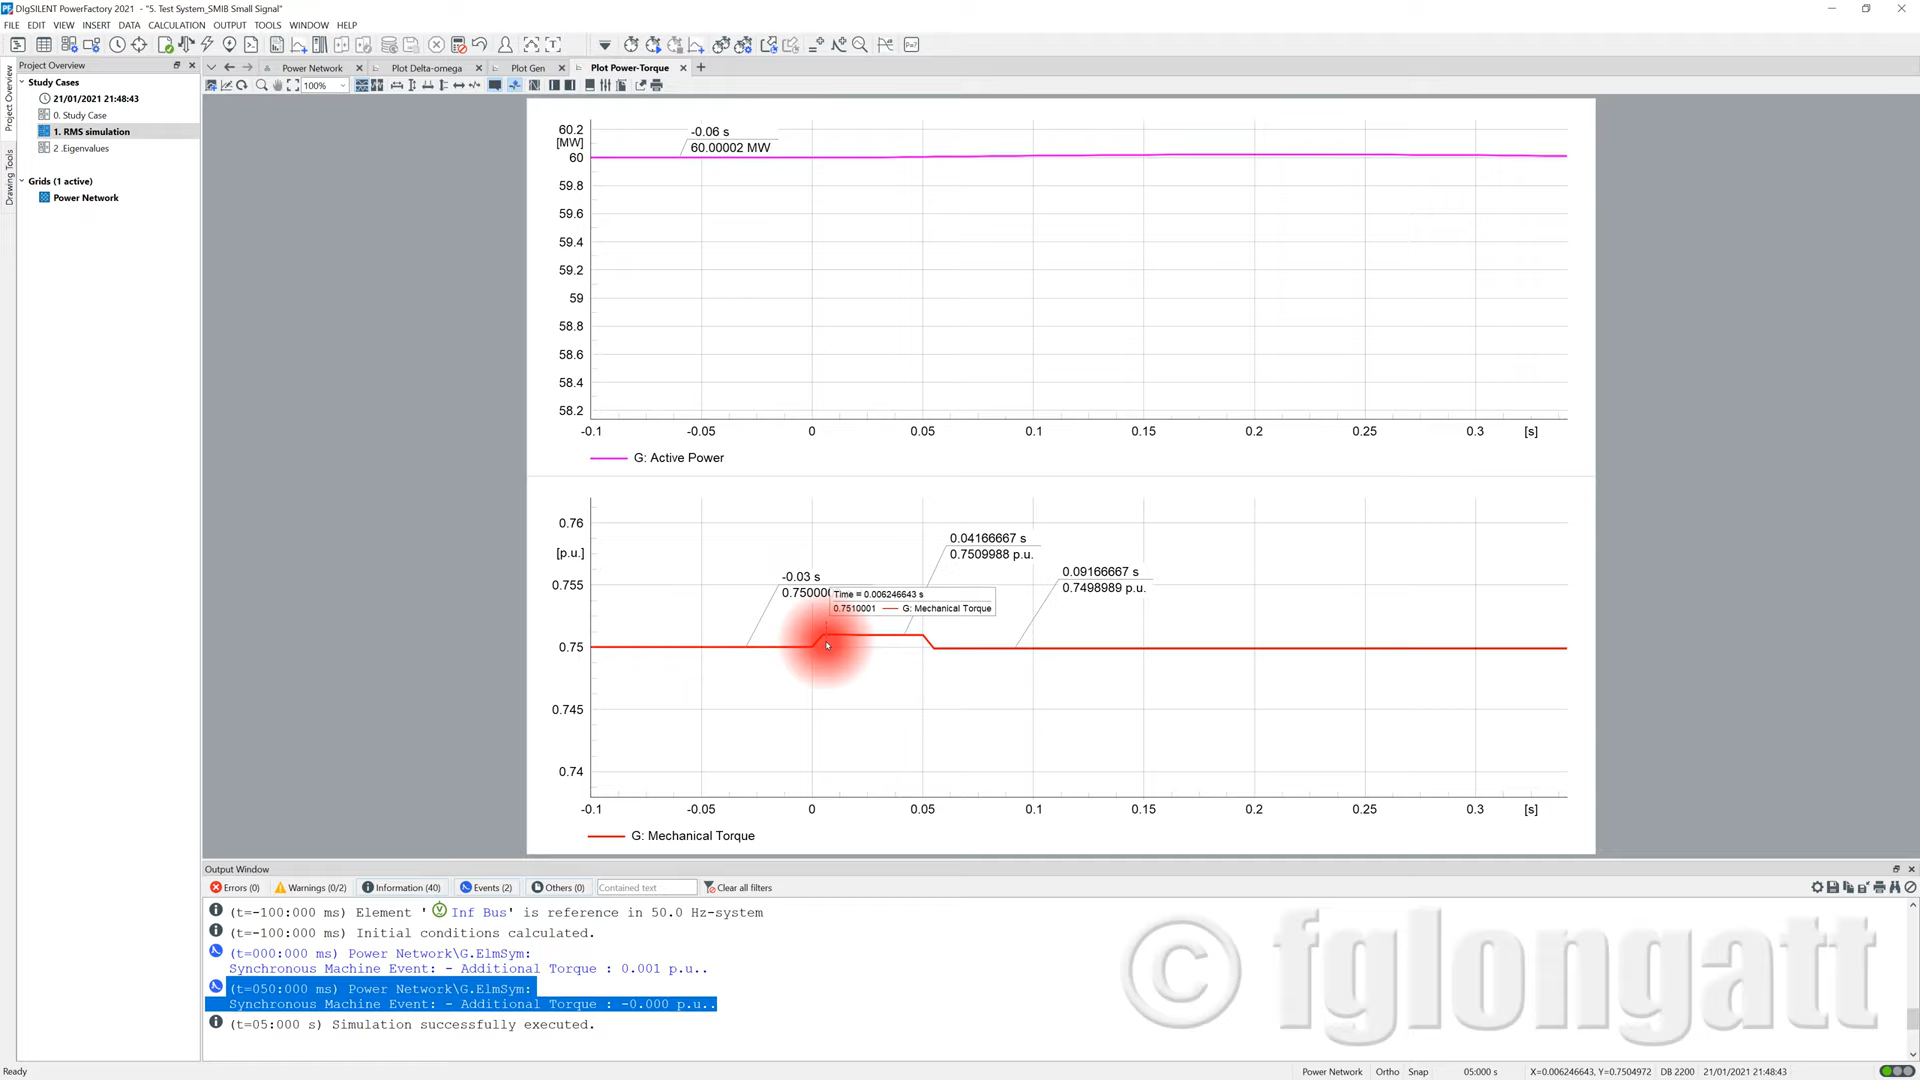 DIgSILENT PowerFactory 2021 - "5. Test System_SMIB Small Signal"
FILE EDIT VIEW INSERT DATA CALCULATION OUTPUT TOOLS WINDOW HELP
Project Overview
Power Network
Plot Delta-omega
Plot Gen
Plot Power-Torque
100%
Project Overview
Drawing Tools
Study Cases
21/01/2021 21:48:43
0. Study Case
1. RMS simulation
2 .Eigenvalues
Grids (1 active)
Power Network
60.2
[MW]
60
59.8
59.6
59.4
59.2
59
58.8
58.6
58.4
58.2
-0.06 s
60.00002 MW
-0.1 -0.05 0 0.05 0.1 0.15 0.2 0.25 0.3 [s]
G: Active Power
0.76
[p.u.]
0.755
0.75
0.745
0.74
-0.03 s
0.75000
Time = 0.006246643 s
0.7510001 G: Mechanical Torque
0.04166667 s
0.7509988 p.u.
0.09166667 s
0.7498989 p.u.
-0.1 -0.05 0 0.05 0.1 0.15 0.2 0.25 0.3 [s]
G: Mechanical Torque
Output Window
Errors (0) Warnings (0/2) Information (40) Events (2) Others (0) Contained text Clear all filters
(t=-100:000 ms) Element ' Inf Bus' is reference in 50.0 Hz-system
(t=-100:000 ms) Initial conditions calculated.
(t=000:000 ms) Power Network\G.ElmSym:
Synchronous Machine Event: - Additional Torque : 0.001 p.u..
(t=050:000 ms) Power Network\G.ElmSym:
Synchronous Machine Event: - Additional Torque : -0.000 p.u..
(t=05:000 s) Simulation successfully executed.
© fglongatt
Ready
Power Network Ortho Snap 05:000 s X=0.006246643, Y=0.7504972 DB 2200 21/01/2021 21:48:43